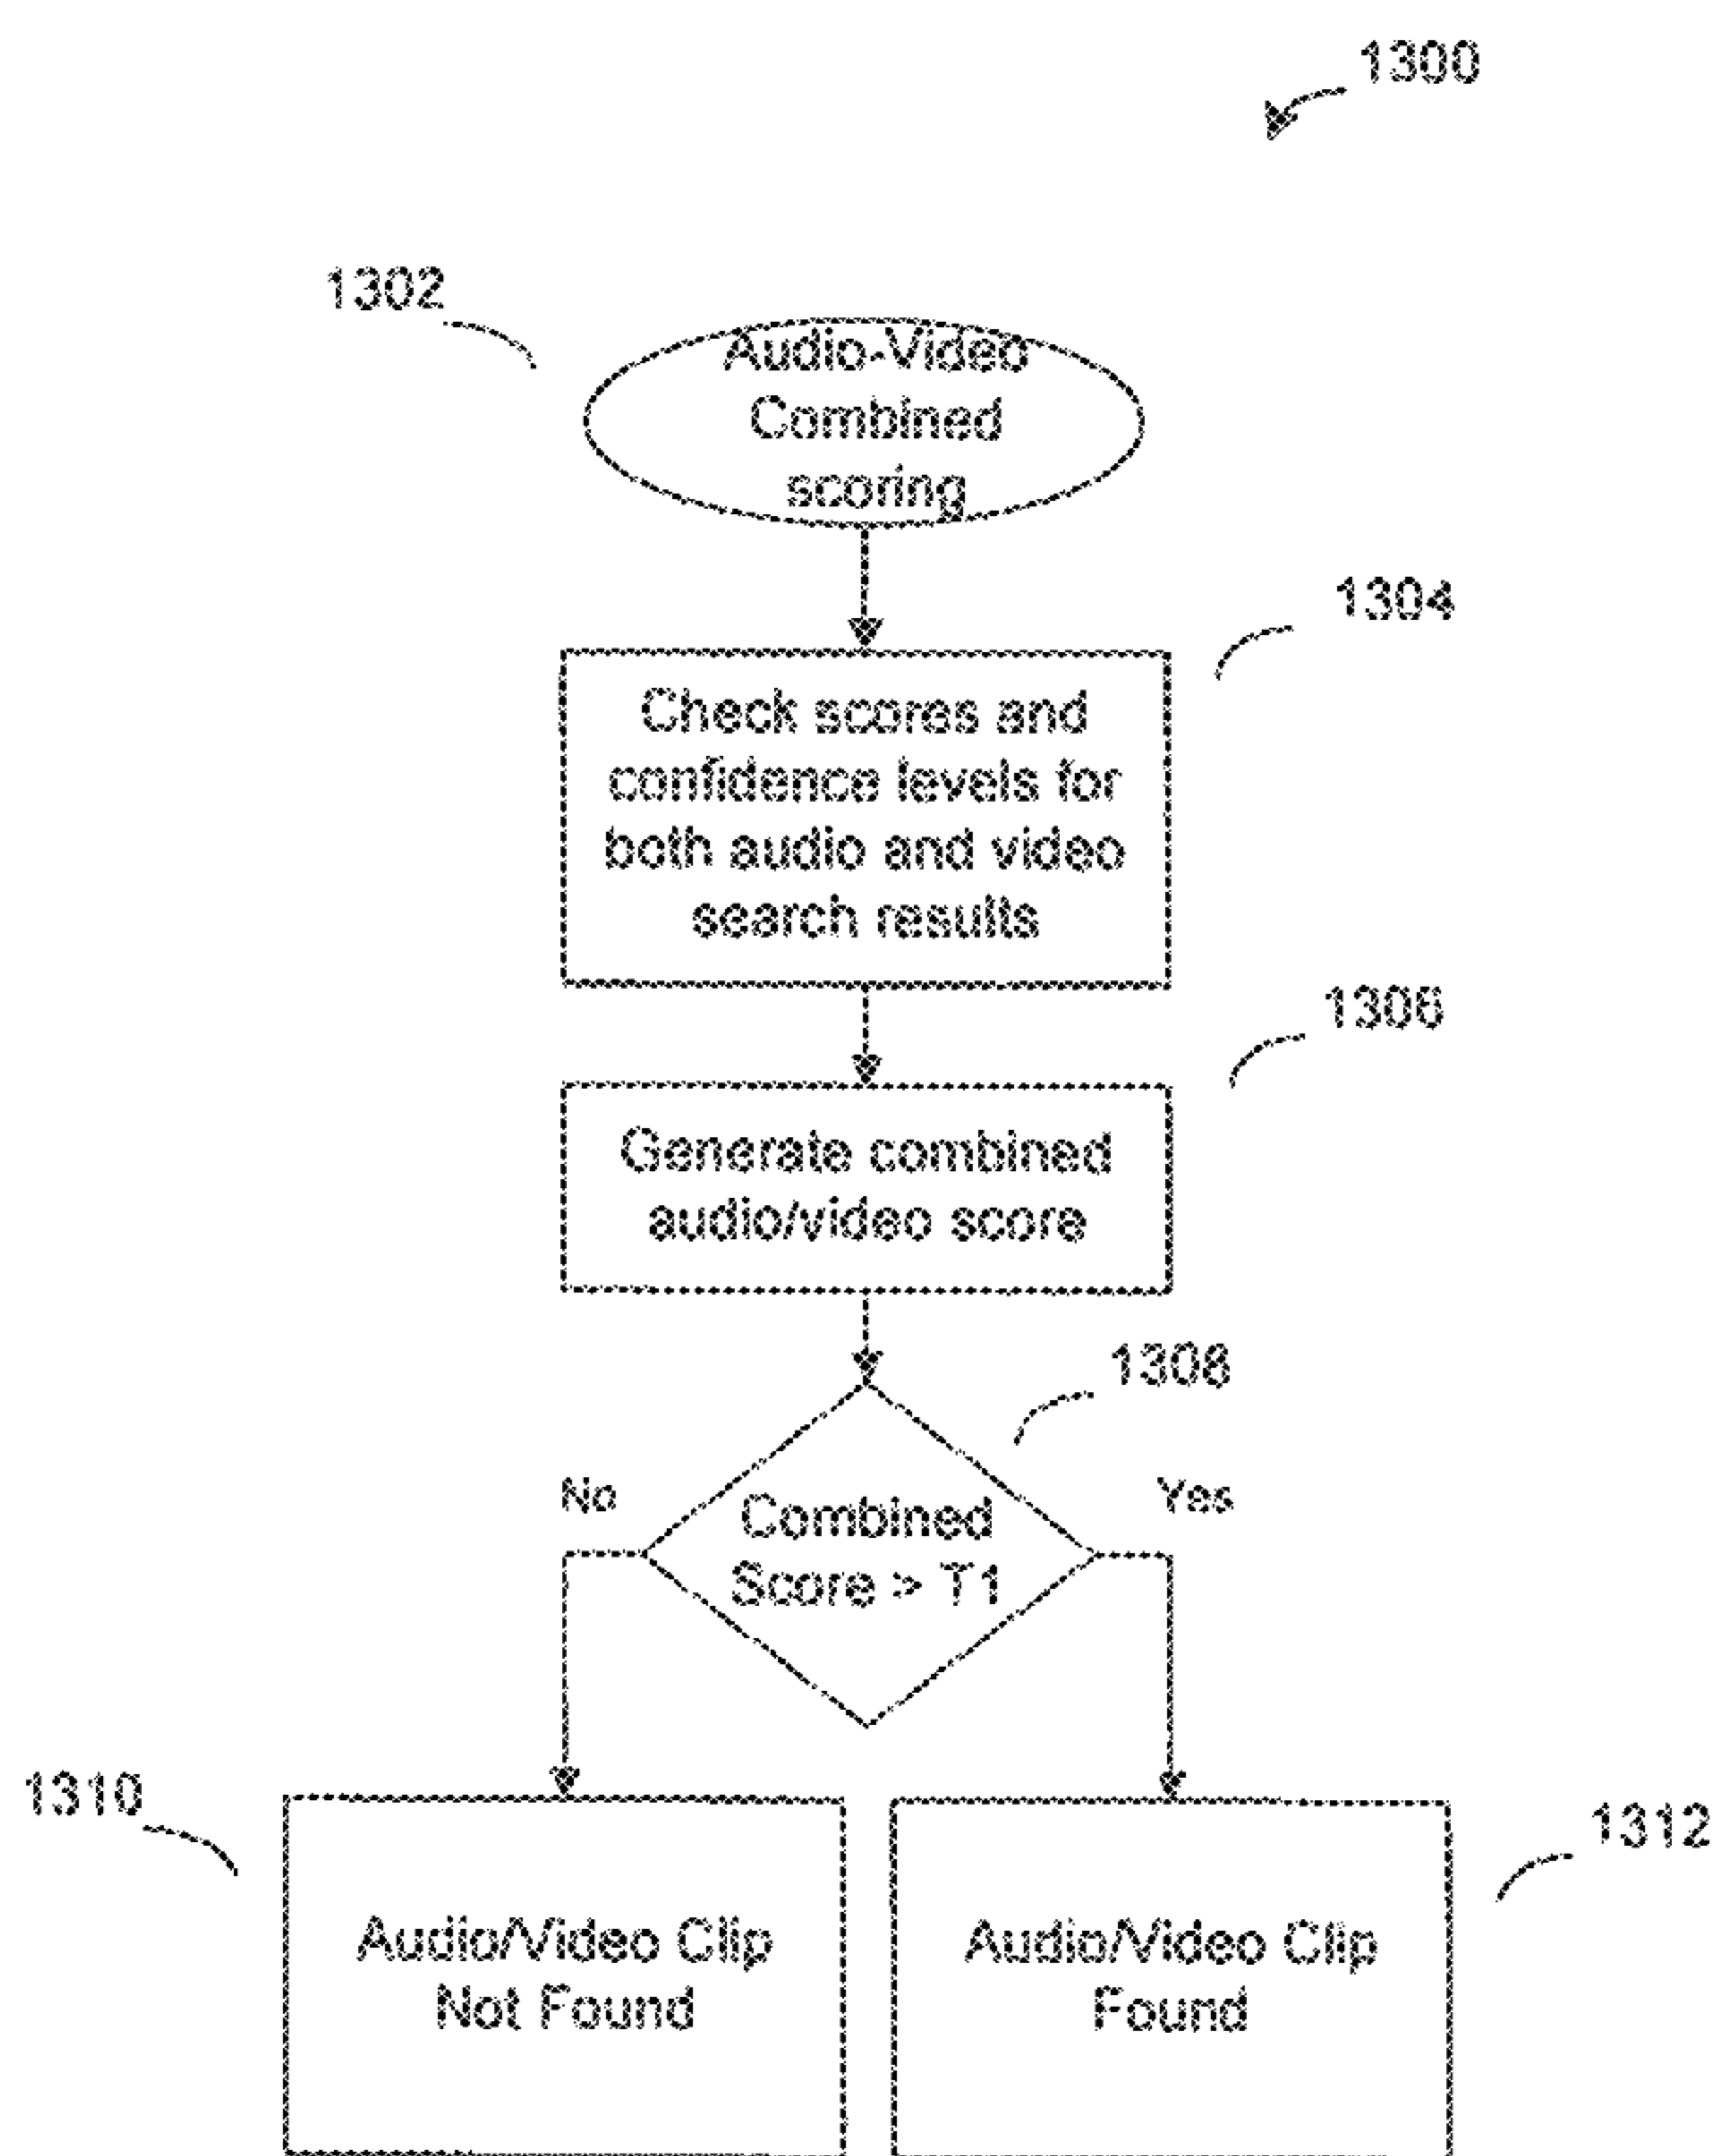 1300
1302
Audio-Video
Combined
scoring
1304
Check scores and
confidence levels for
both audio and video
search results
1306
Generate combined
audio/video score
1308
No
Yes
Combined
Score > T1
1310
1312
Audio/Video Clip
Not Found
Audio/Video Clip
Found